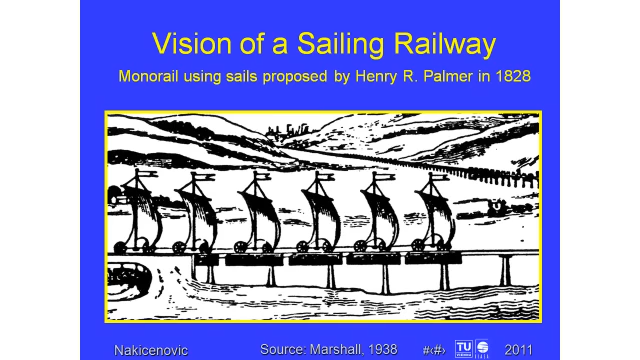 Vision of a Sailing Railway
Monorail using sails proposed by Henry R. Palmer in 1828
Nakicenovic
Source: Marshall, 1938
#‹#›
TU
2011